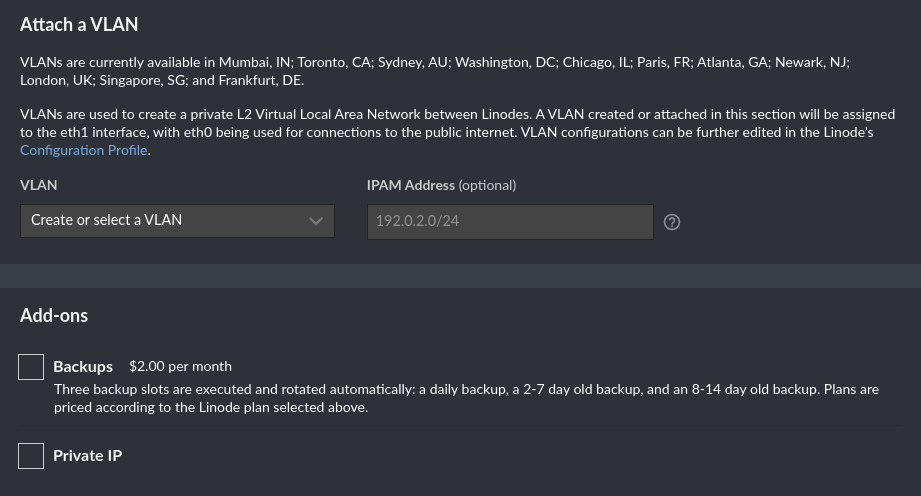 Attach a VLAN
VLANs are currently available in Mumbai, IN; Toronto, CA; Sydney, AU; Washington, DC; Chicago, IL; Paris, FR; Atlanta, GA; Newark, NJ;
London, UK; Singapore, SG; and Frankfurt, DE.
VLANs are used to create a private L2 Virtual Local Area Network between Linodes. A VLAN created or attached in this section will be assigned
to the eth1 interface, with eth0 being used for connections to the public internet. VLAN configurations can be further edited in the Linode's
Configuration Profile.
VLAN
IPAM Address (optional)
Create or select a VLAN
192.0.2.0/24
?
Add-ons
Backups $2.00 per month
Three backup slots are executed and rotated automatically: a daily backup, a 2-7 day old backup, and an 8-14 day old backup. Plans are
priced according to the Linode plan selected above.
Private IP